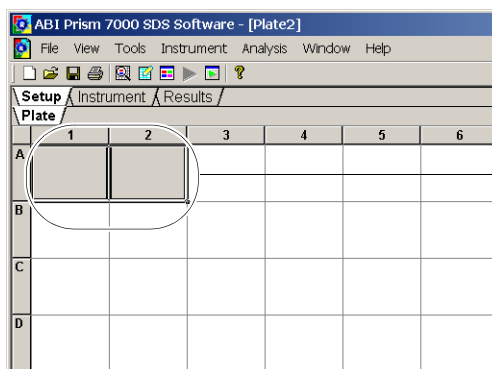 ABI Prism 7000 SDS Software - [Plate2]
File View Tools Instrument Analysis Window Help
Setup Instrument Results
Plate
1 2 3 4 5 6
A
B
C
D